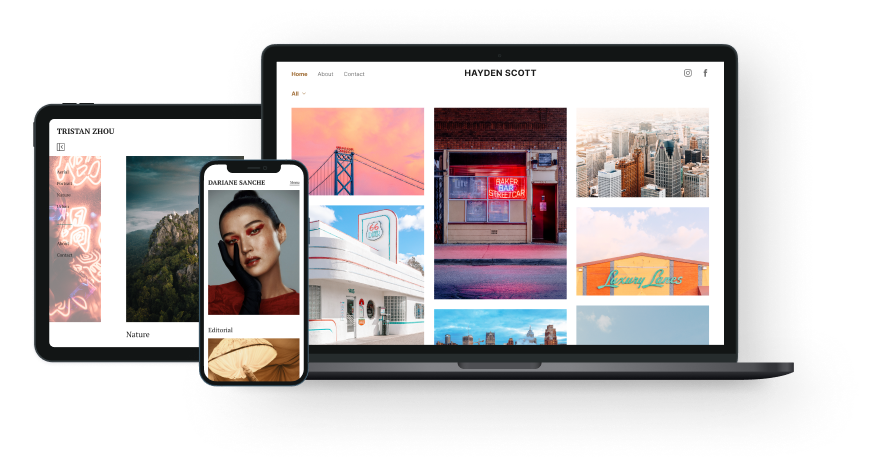 Home About Contact
HAYDEN SCOTT
All
BAKER
BAR
STREETCAR
66
Luxury Lanes
TRISTAN ZHOU
Aerial
Portrait
Nature
Urban
About
Contact
Nature
DARIANE SANCHE
Menu
Editorial